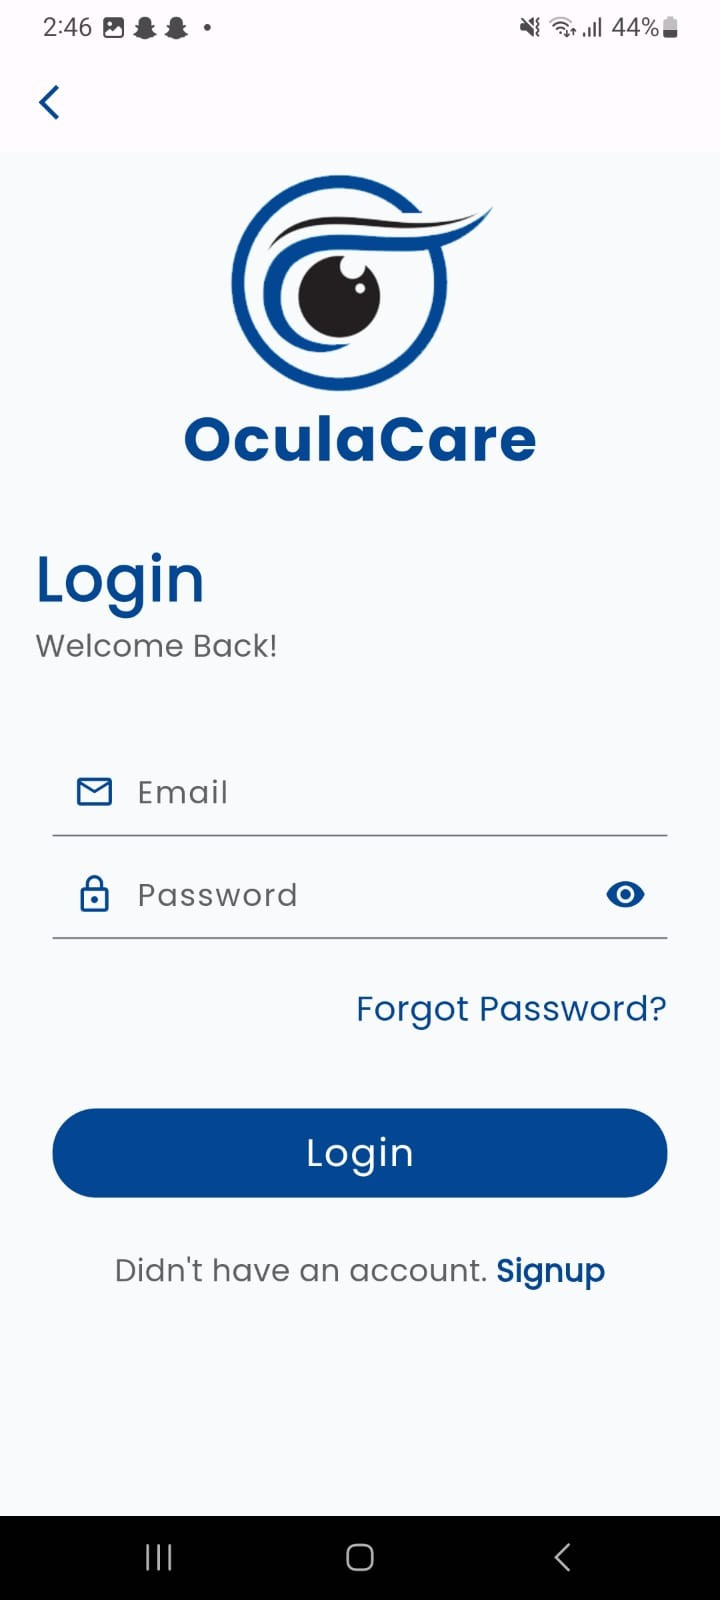 2:46 44%
OculaCare
Login
Welcome Back!
Email
Password
Forgot Password?
Login
Didn't have an account. Signup